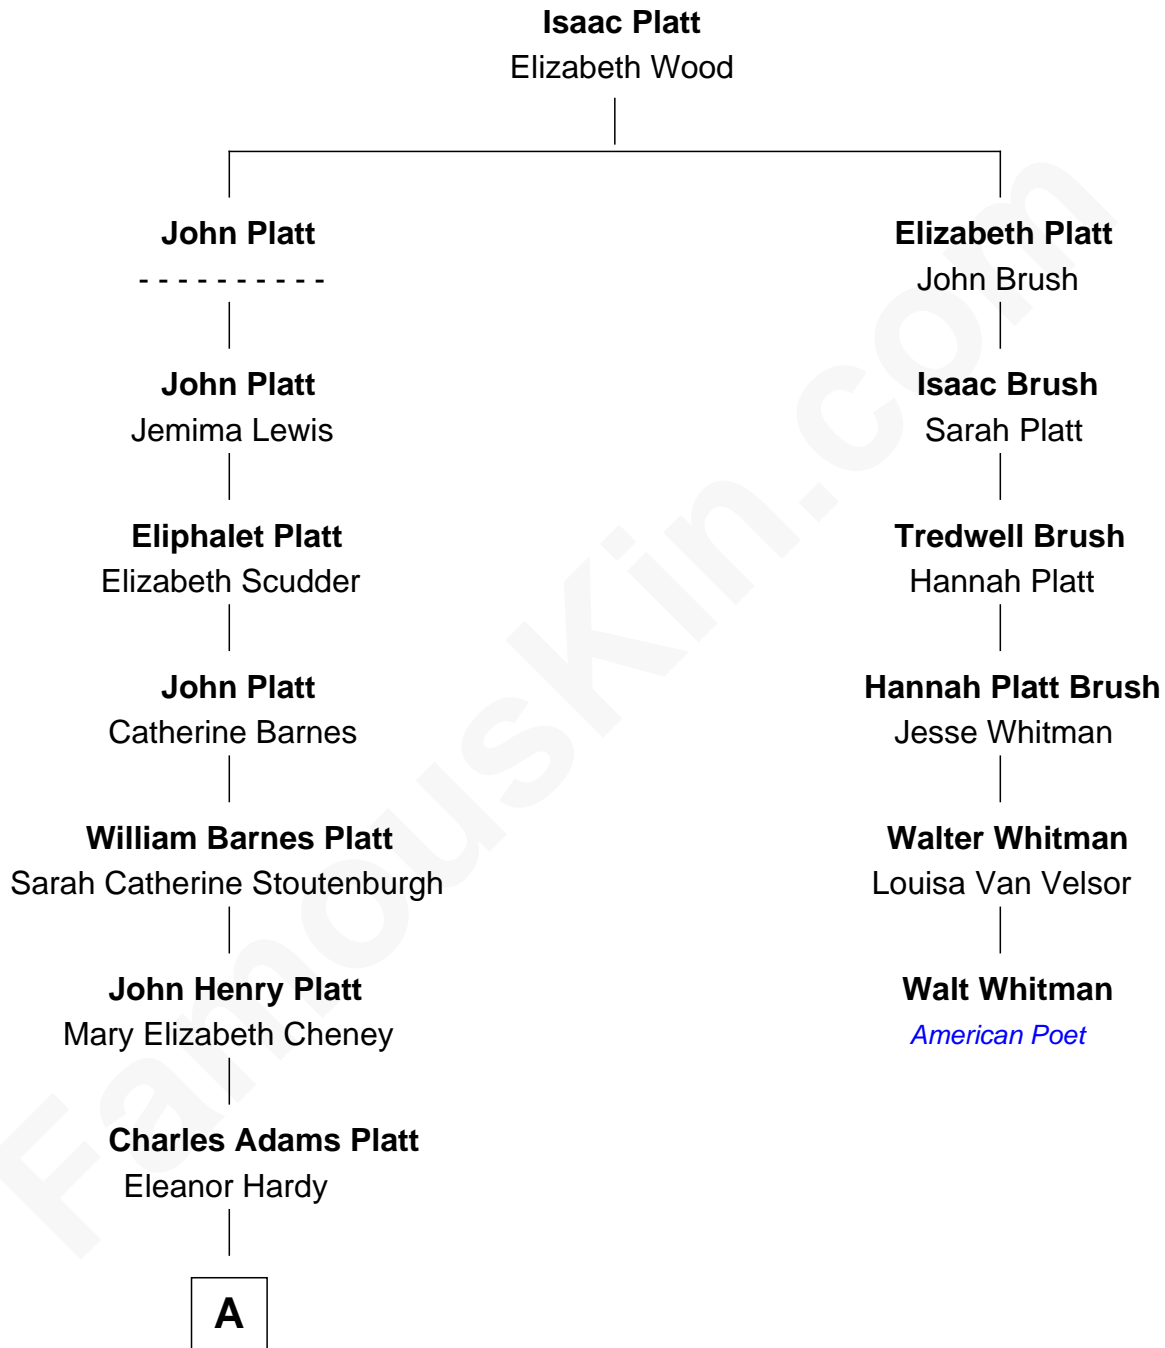 Isaac Platt
Elizabeth Wood
John Platt
- - - - - - - - - -
Elizabeth Platt
John Brush
John Platt
Jemima Lewis
Isaac Brush
Sarah Platt
Eliphalet Platt
Elizabeth Scudder
Tredwell Brush
Hannah Platt
John Platt
Catherine Barnes
Hannah Platt Brush
Jesse Whitman
William Barnes Platt
Sarah Catherine Stoutenburgh
Walter Whitman
Louisa Van Velsor
John Henry Platt
Mary Elizabeth Cheney
Walt Whitman
American Poet
Charles Adams Platt
Eleanor Hardy
A
FamousKin.com